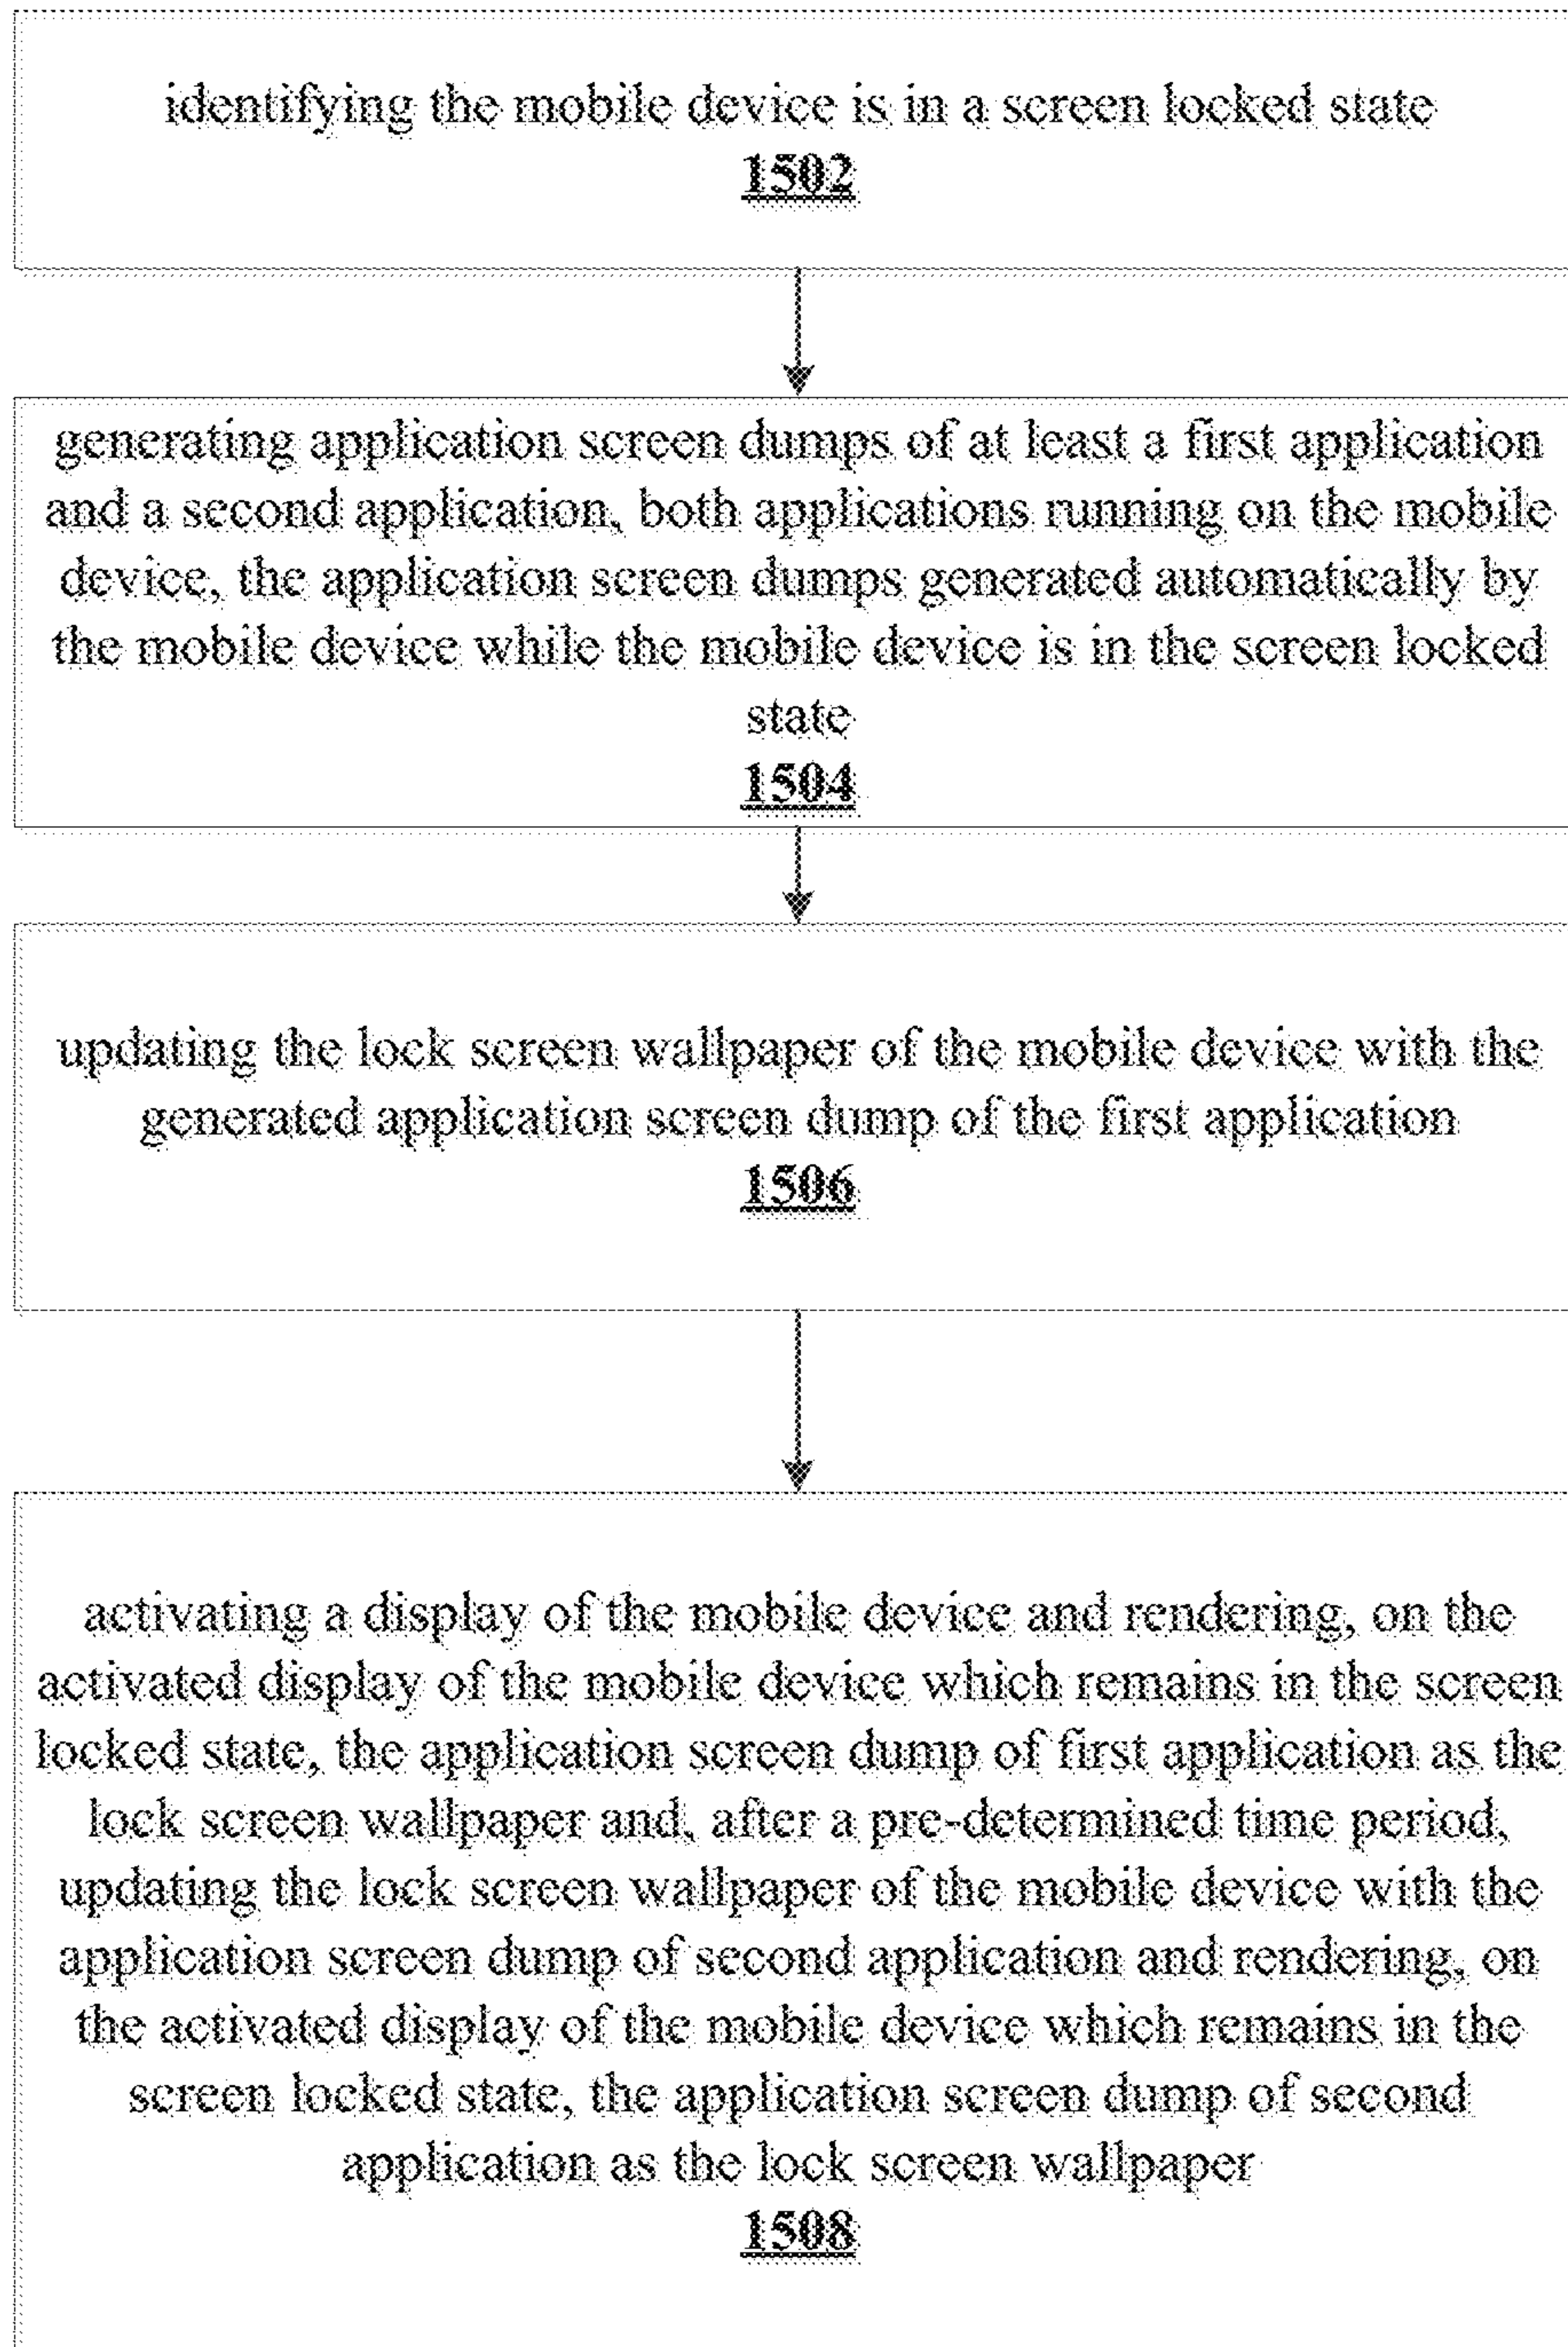 identifying the mobile device is in a screen locked state
1502
generating application screen dumps of at least a first application
and a second application, both applications running on the mobile
device, the application screen dumps generated automatically by
the mobile device while the mobile device is in the screen locked
state
1504
updating the lock screen wallpaper of the mobile device with the
generated application screen dump of the first application
1506
activating a display of the mobile device and rendering, on the
activated display of the mobile device which remains in the screen
locked state, the application screen dump of first application as the
lock screen wallpaper and, after a pre-determined time period,
updating the lock screen wallpaper of the mobile device with the
application screen dump of second application and rendering, on
the activated display of the mobile device which remains in the
screen locked state, the application screen dump of second
application as the lock screen wallpaper
1508